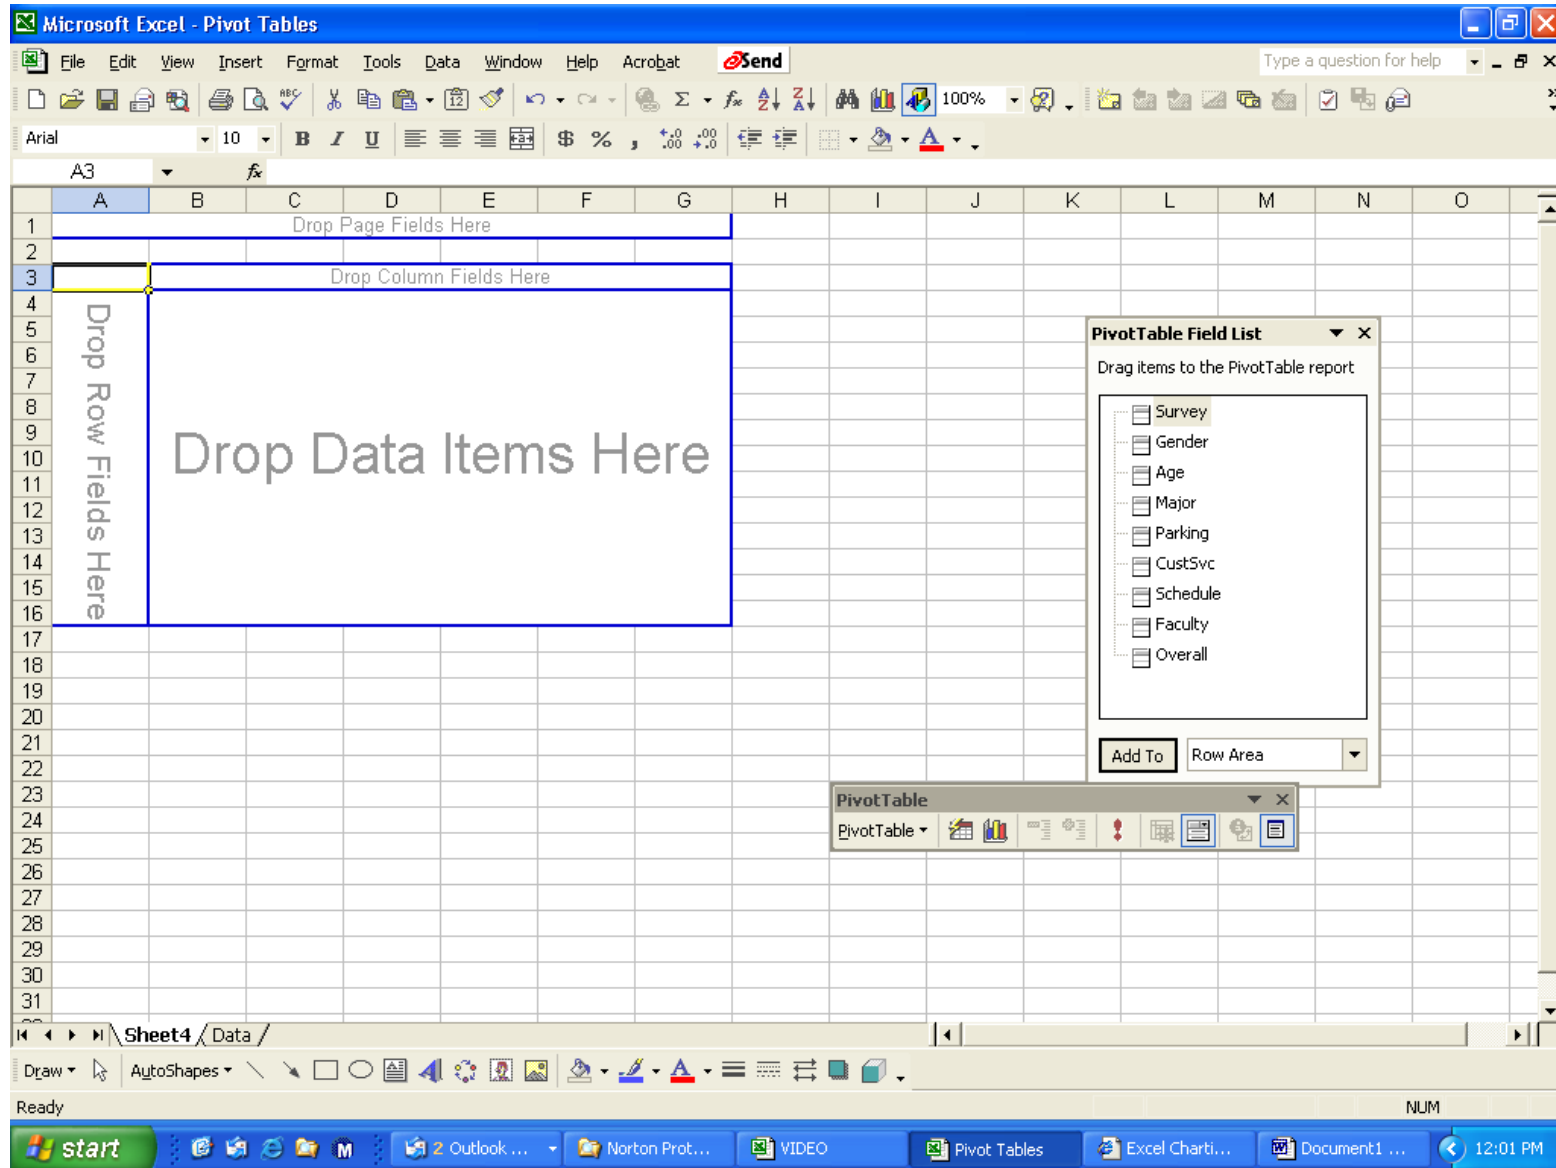 Microsoft Excel - Pivot Tables
File Edit View Insert Format Tools Data Window Help Acrobat Send Type a question for help
100%
Arial 10 B I U $ % ,
A3 fx
A B C D E F G H I J K L M N O
1 Drop Page Fields Here
2
3 Drop Column Fields Here
4
5
6
7
8
9
10
11
12
13
14
15
16
17
18
19
20
21
22
23
24
25
26
27
28
29
30
31
Drop Row Fields Here
Drop Data Items Here
PivotTable Field List
Drag items to the PivotTable report
Survey
Gender
Age
Major
Parking
CustSvc
Schedule
Faculty
Overall
Add To Row Area
PivotTable
PivotTable
Sheet4 Data
Draw AutoShapes
Ready NUM
start 2 Outlook ... Norton Prot... VIDEO Pivot Tables Excel Charti... Document1 ... 12:01 PM